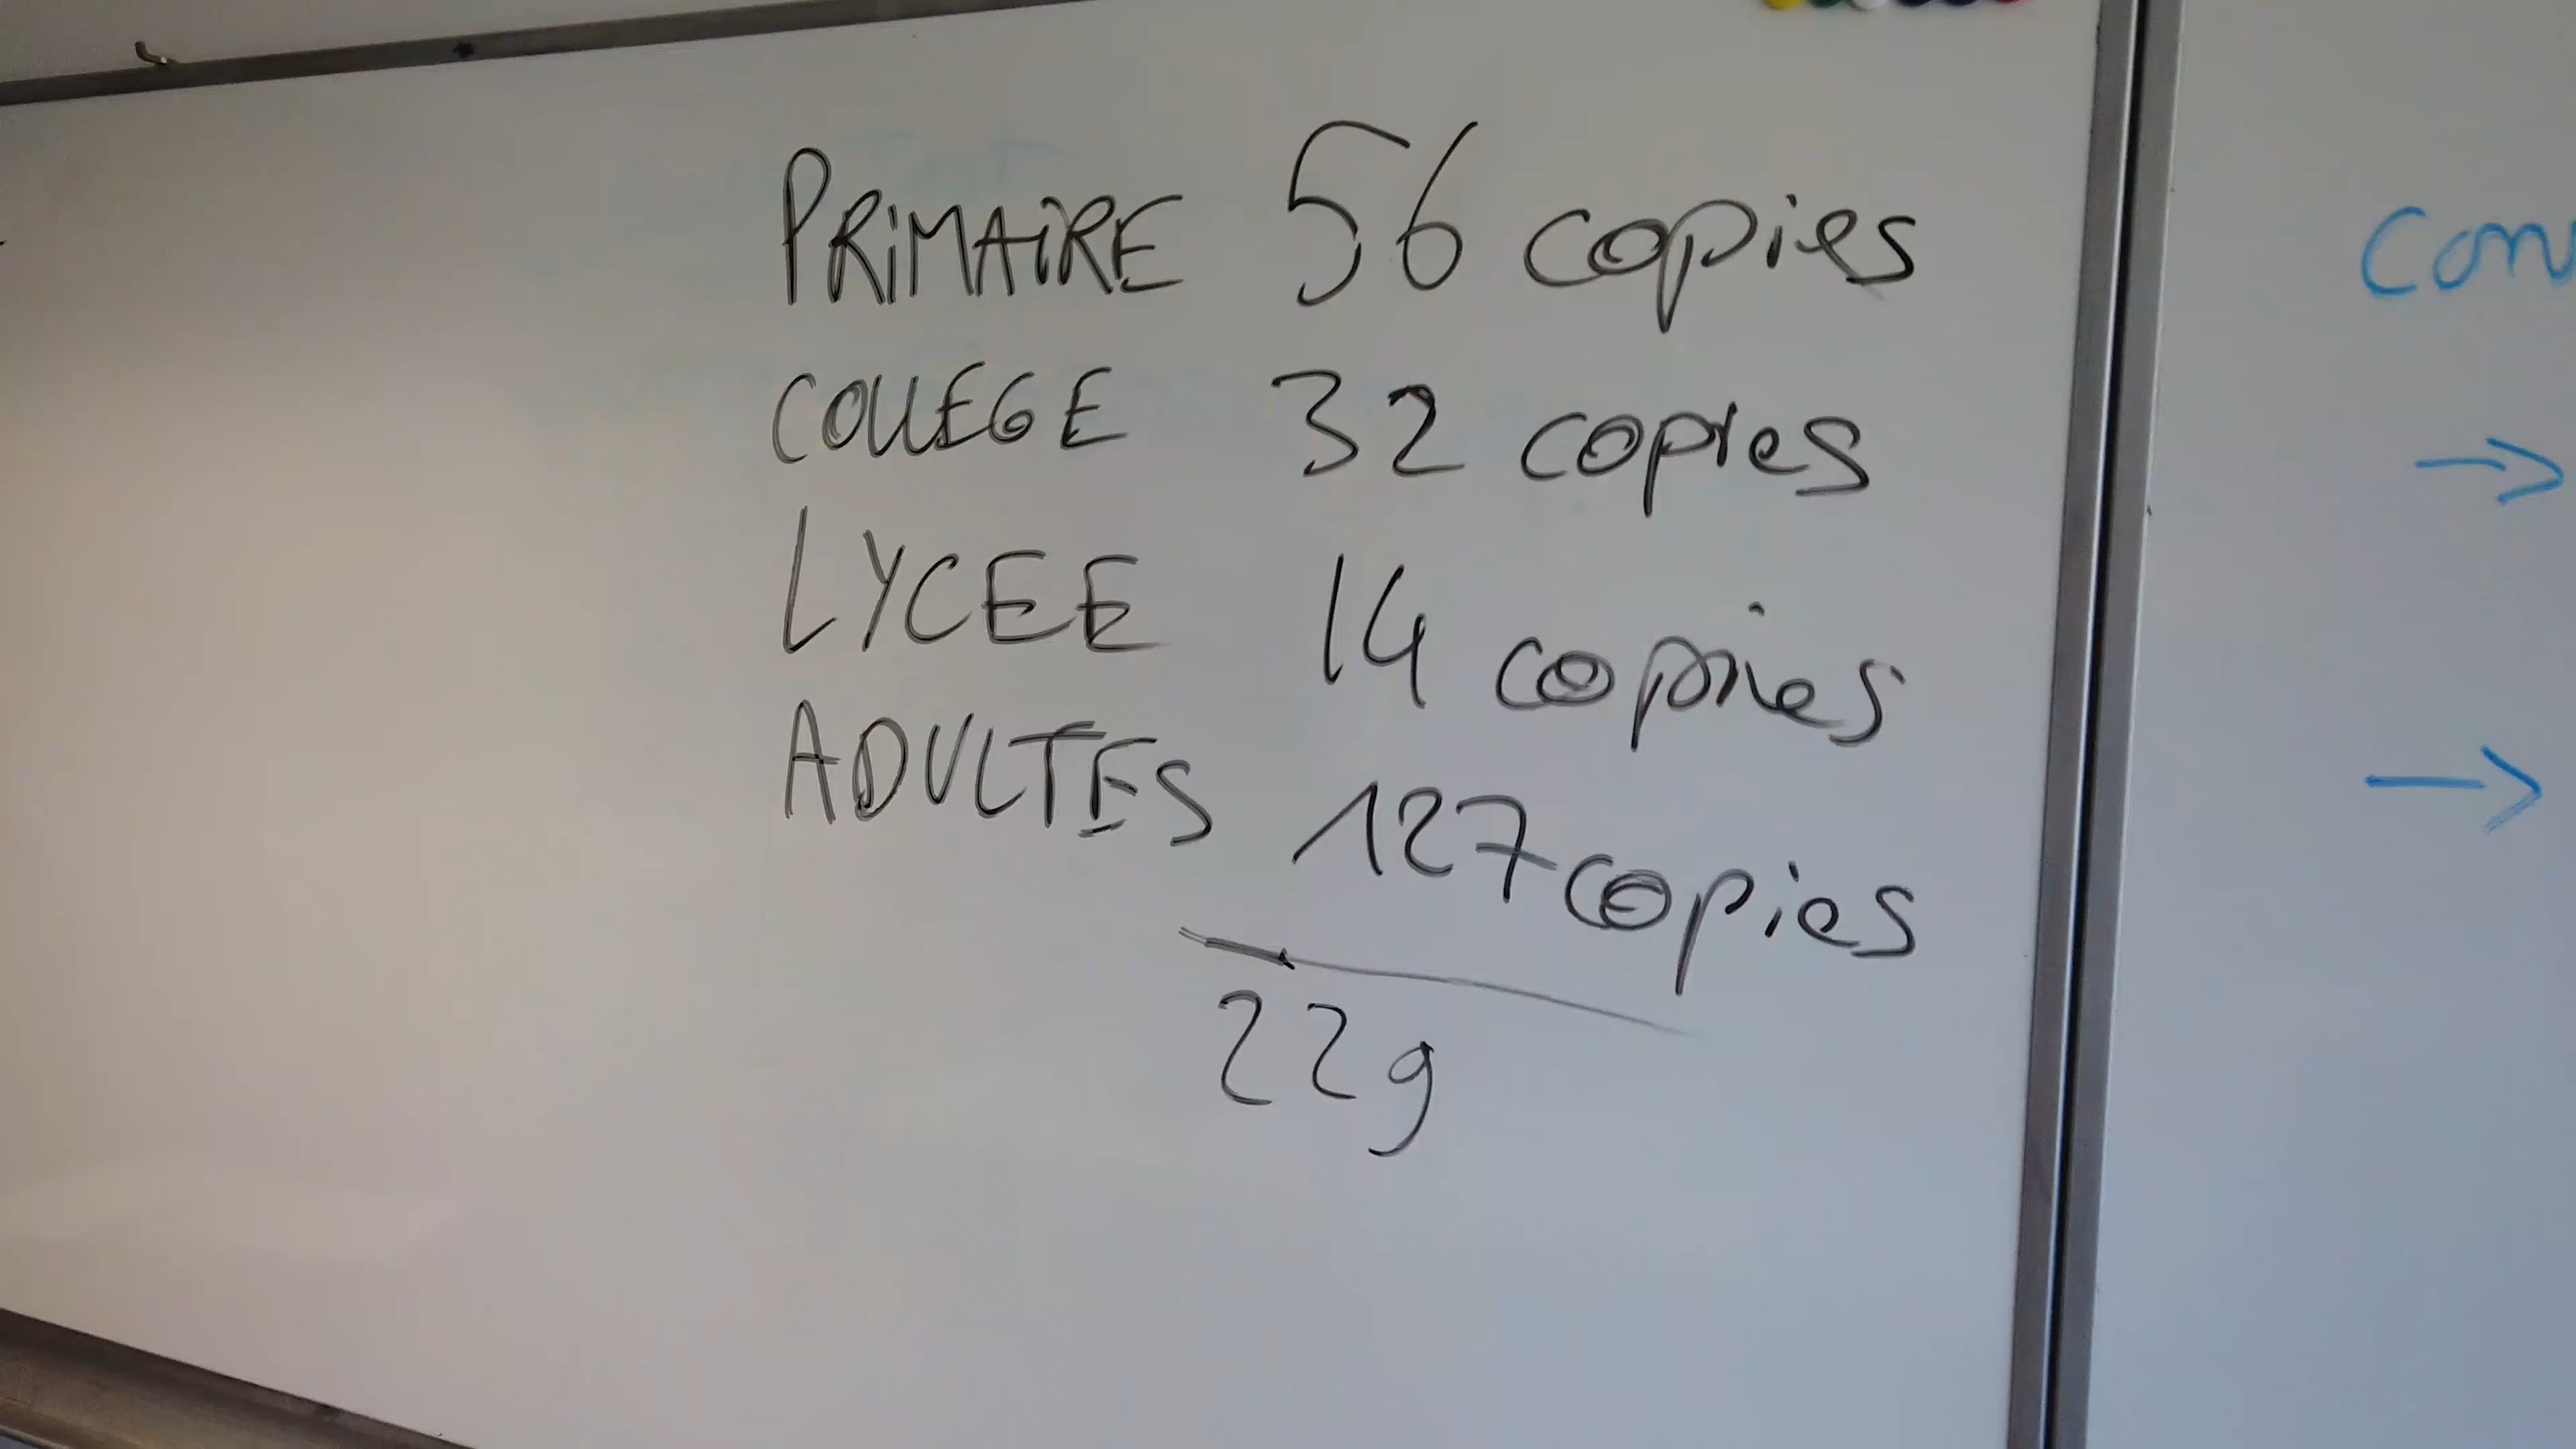 PRiMAiRE 56 copies
COLLEGE 32 copies
LYCEE 14 copies
ADULTES 127 copies
229
→
→